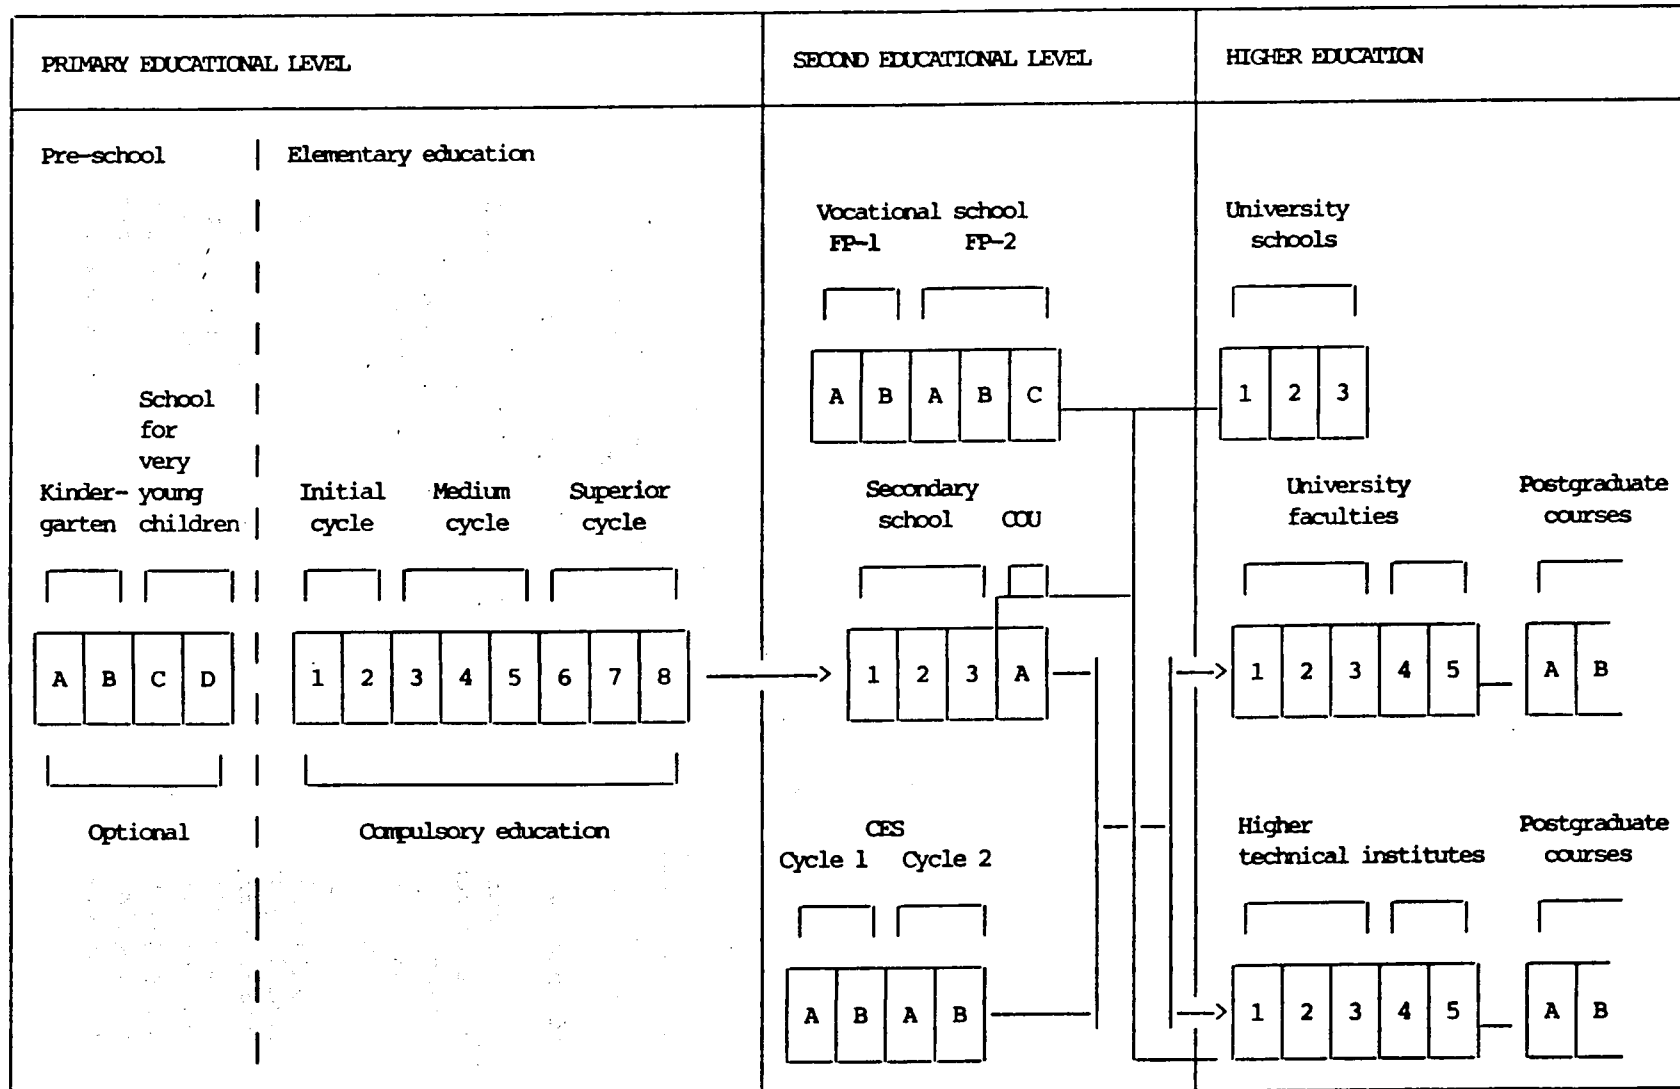 PRIMARY EDUCATIONAL LEVEL
SECOND EDUCATIONAL LEVEL
HIGHER EDUCATION
Pre-school
Elementary education
Kinder-
garten
School
for
very
young
children
Initial
cycle
Medium
cycle
Superior
cycle
A B C D
1 2 3 4 5 6 7 8
Optional
Compulsory education
Vocational school
FP-1 FP-2
A B A B C
Secondary
school
COU
1 2 3 A
CES
Cycle 1 Cycle 2
A B A B
University
schools
1 2 3
University
faculties
1 2 3 4 5
Postgraduate
courses
A B
Higher
technical institutes
1 2 3 4 5
Postgraduate
courses
A B